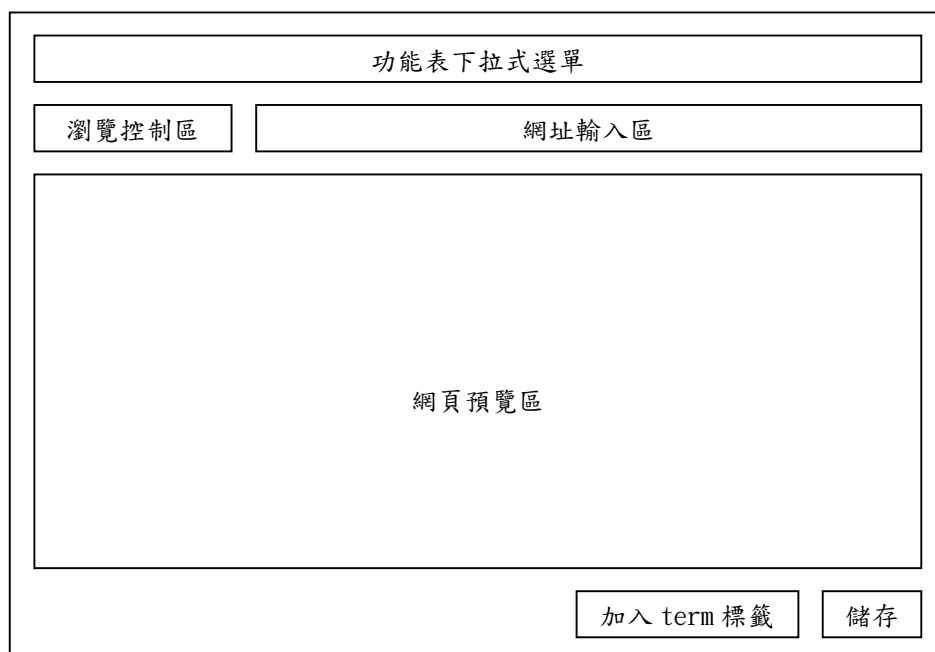 功能表下拉式選單
瀏覽控制區
網址輸入區
網頁預覽區
加入 term 標籤
儲存